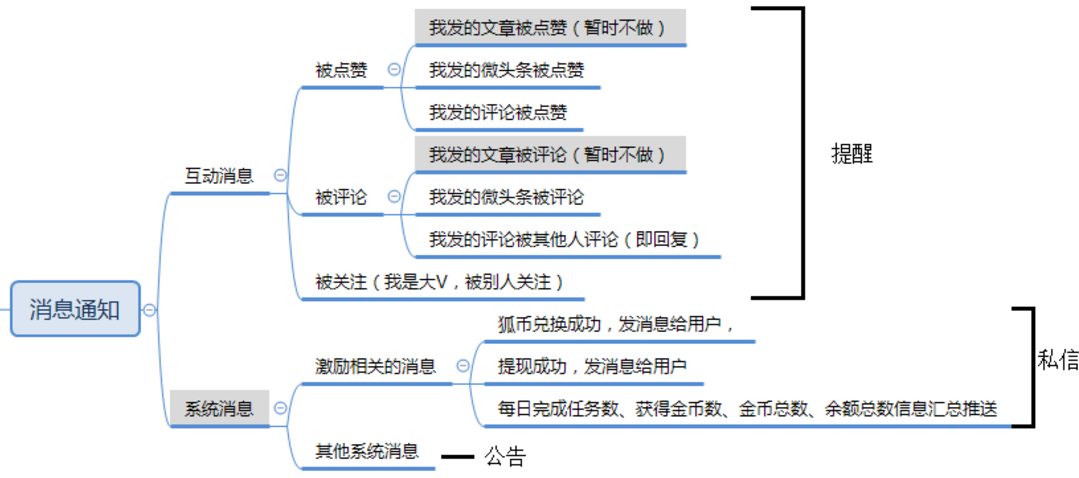 我发的文章被点赞（暂时不做）
被点赞
我发的微头条被点赞
我发的评论被点赞
提醒
我发的文章被评论（暂时不做）
互动消息
被评论
我发的微头条被评论
我发的评论被其他人评论（即回复）
被关注（我是大V，被别人关注）
消息通知
狐币兑换成功，发消息给用户，
激励相关的消息
提现成功，发消息给用户
私信
系统消息
每日完成任务数、获得金币数、金币总数、余额总数信息汇总推送
其他系统消息
公告